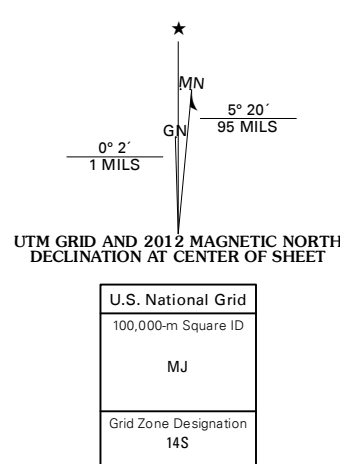 ★
MN
5° 20´
95 MILS
GN
0° 2´
1 MILS
UTM GRID AND 2012 MAGNETIC NORTH
DECLINATION AT CENTER OF SHEET
U.S. National Grid
100,000-m Square ID
MJ
Grid Zone Designation
14S